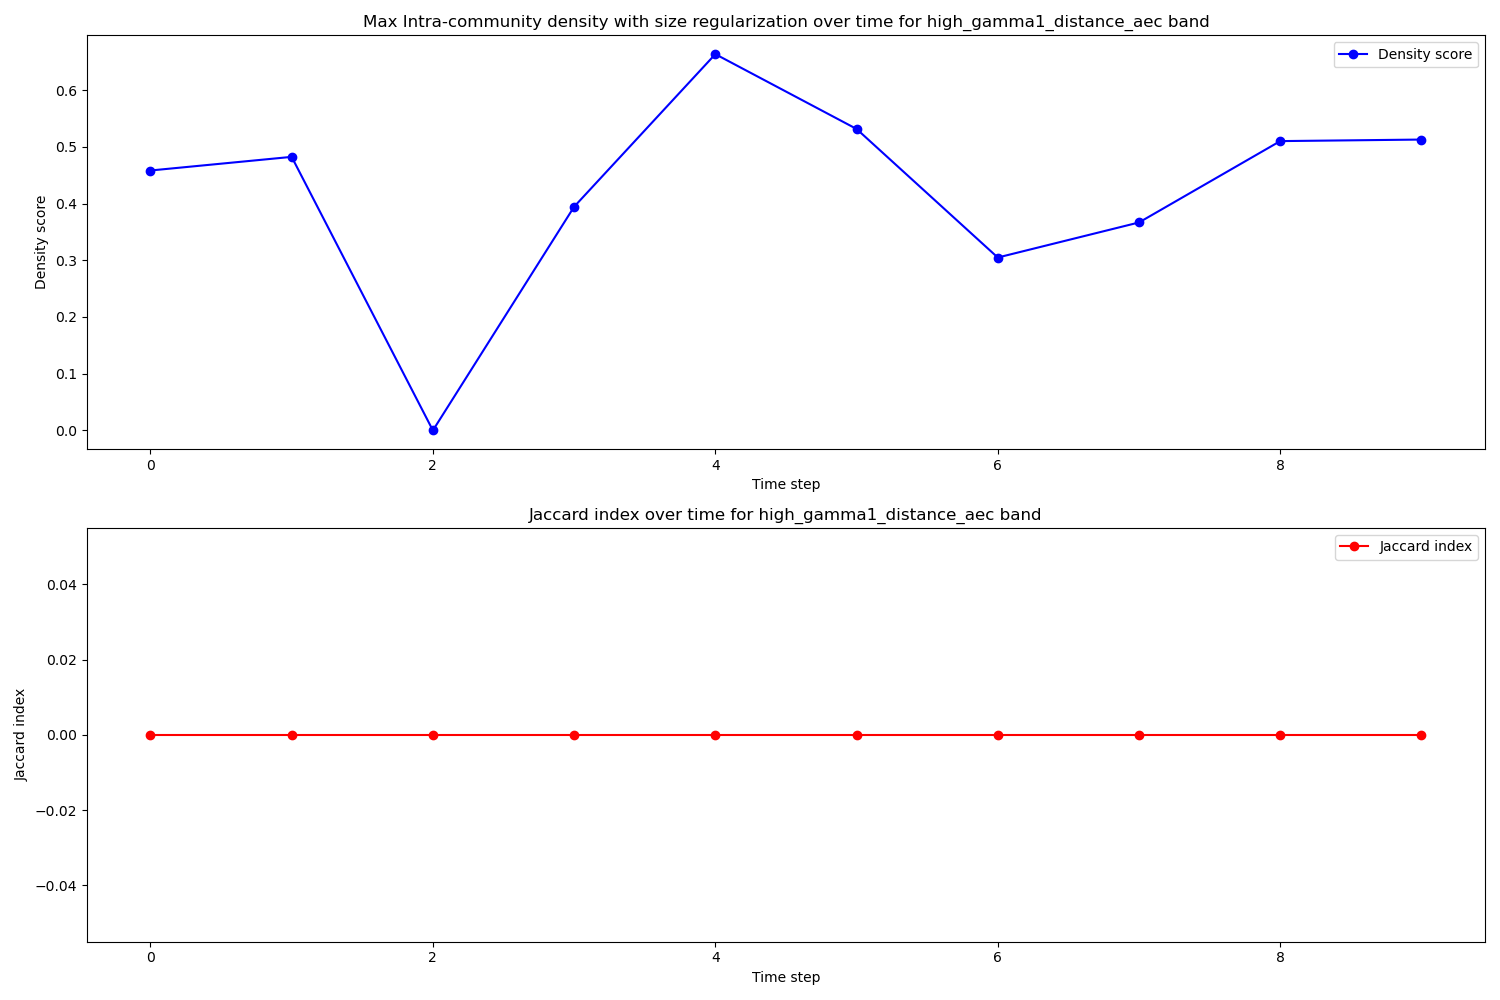 Max Intra-community density with size regularization over time for high_gamma1_distance_aec band
Density score
0.6
0.5
0.4
0.3
0.2
0.1
0.0
Density score
0
2
4
6
8
Time step
Jaccard index over time for high_gamma1_distance_aec band
Jaccard index
0.04
0.02
0.00
−0.02
−0.04
Jaccard index
0
2
4
6
8
Time step